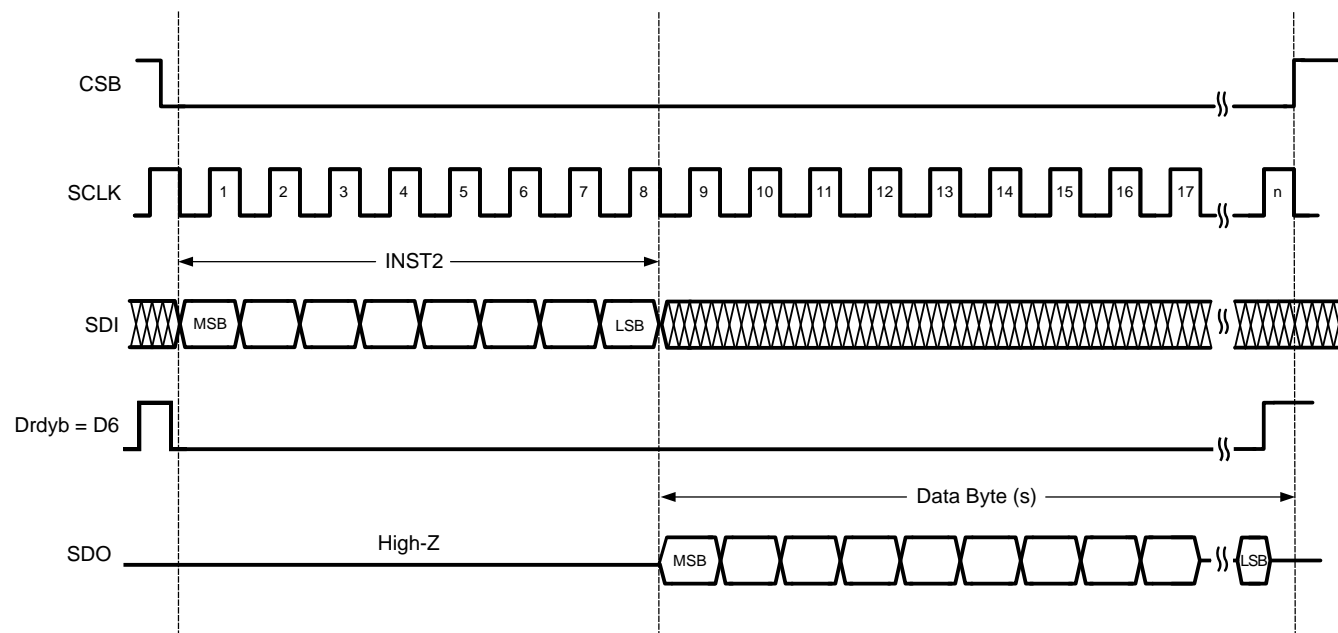 CSB
SCLK
1 2 3 4 5 6 7 8 9 10 11 12 13 14 15 16 17 n
INST2
SDI
MSB LSB
Drdyb = D6
Data Byte (s)
High-Z
SDO
MSB LSB